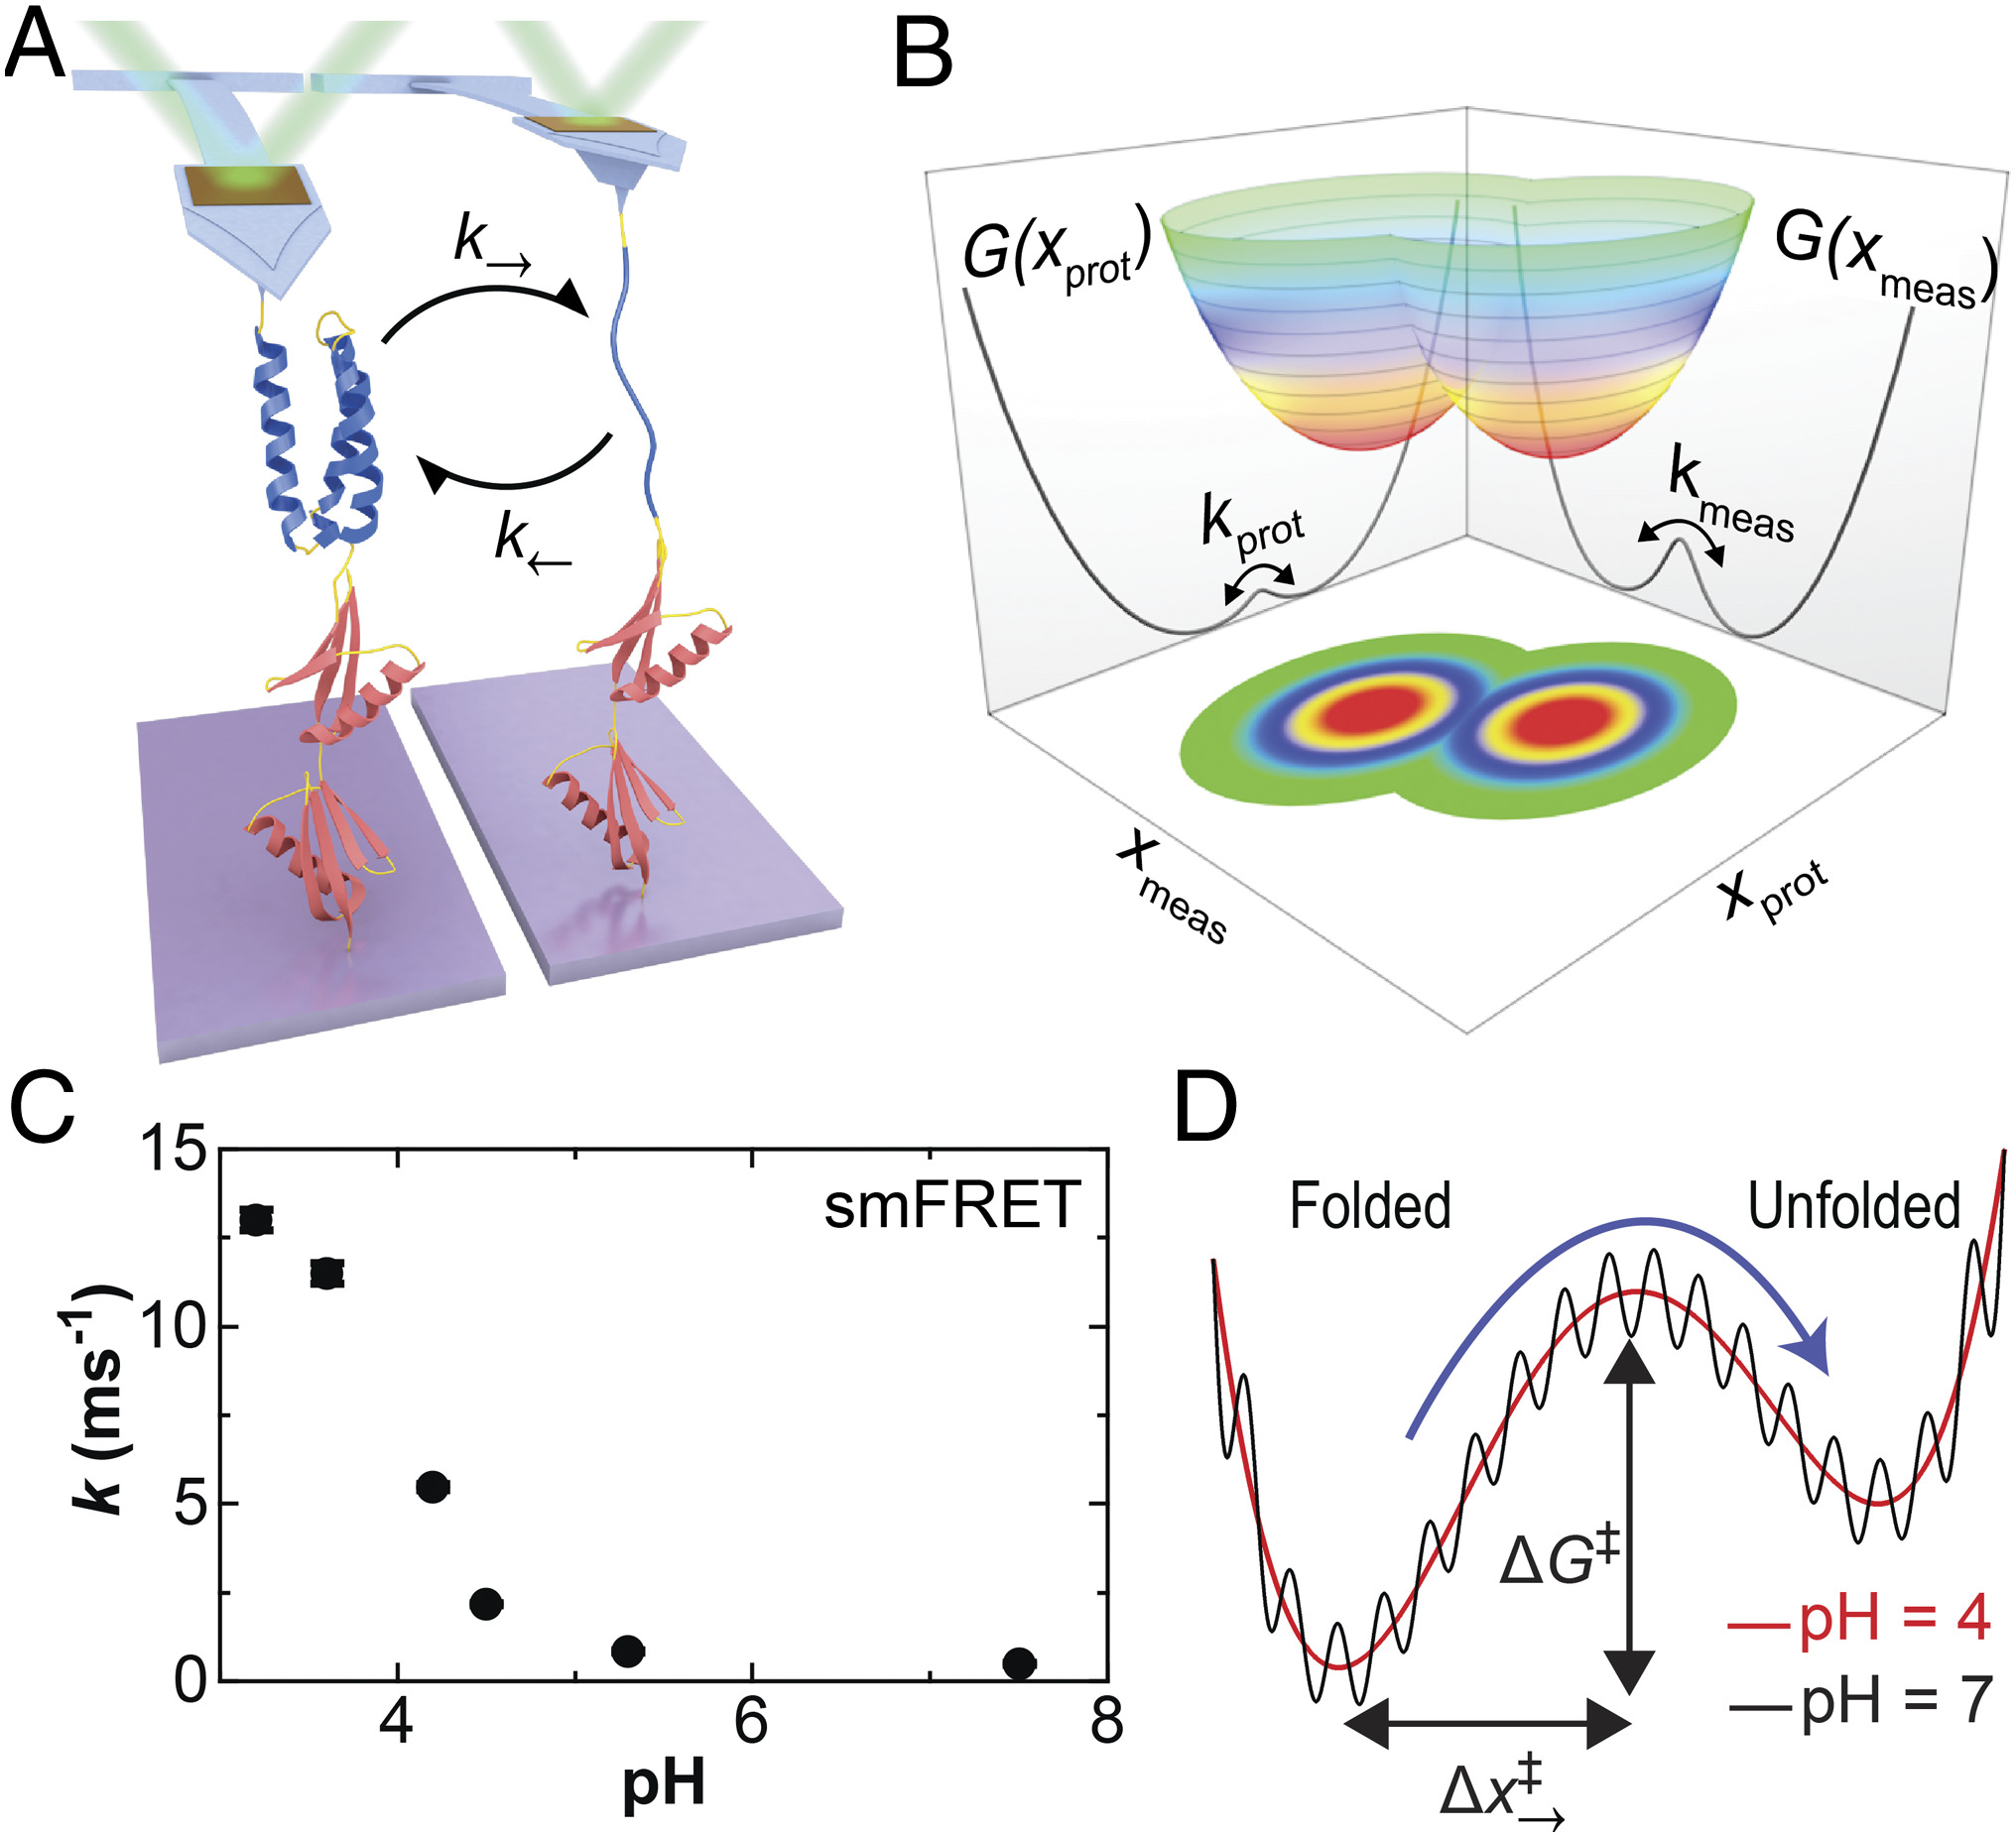 A
k→
k←
B
G(xprot)
G(xmeas)
kprot
kmeas
xmeas
xprot
C
15
10
5
0
k (ms-1)
smFRET
4
6
8
pH
D
Folded
Unfolded
ΔG‡
Δx‡→
pH = 4
pH = 7